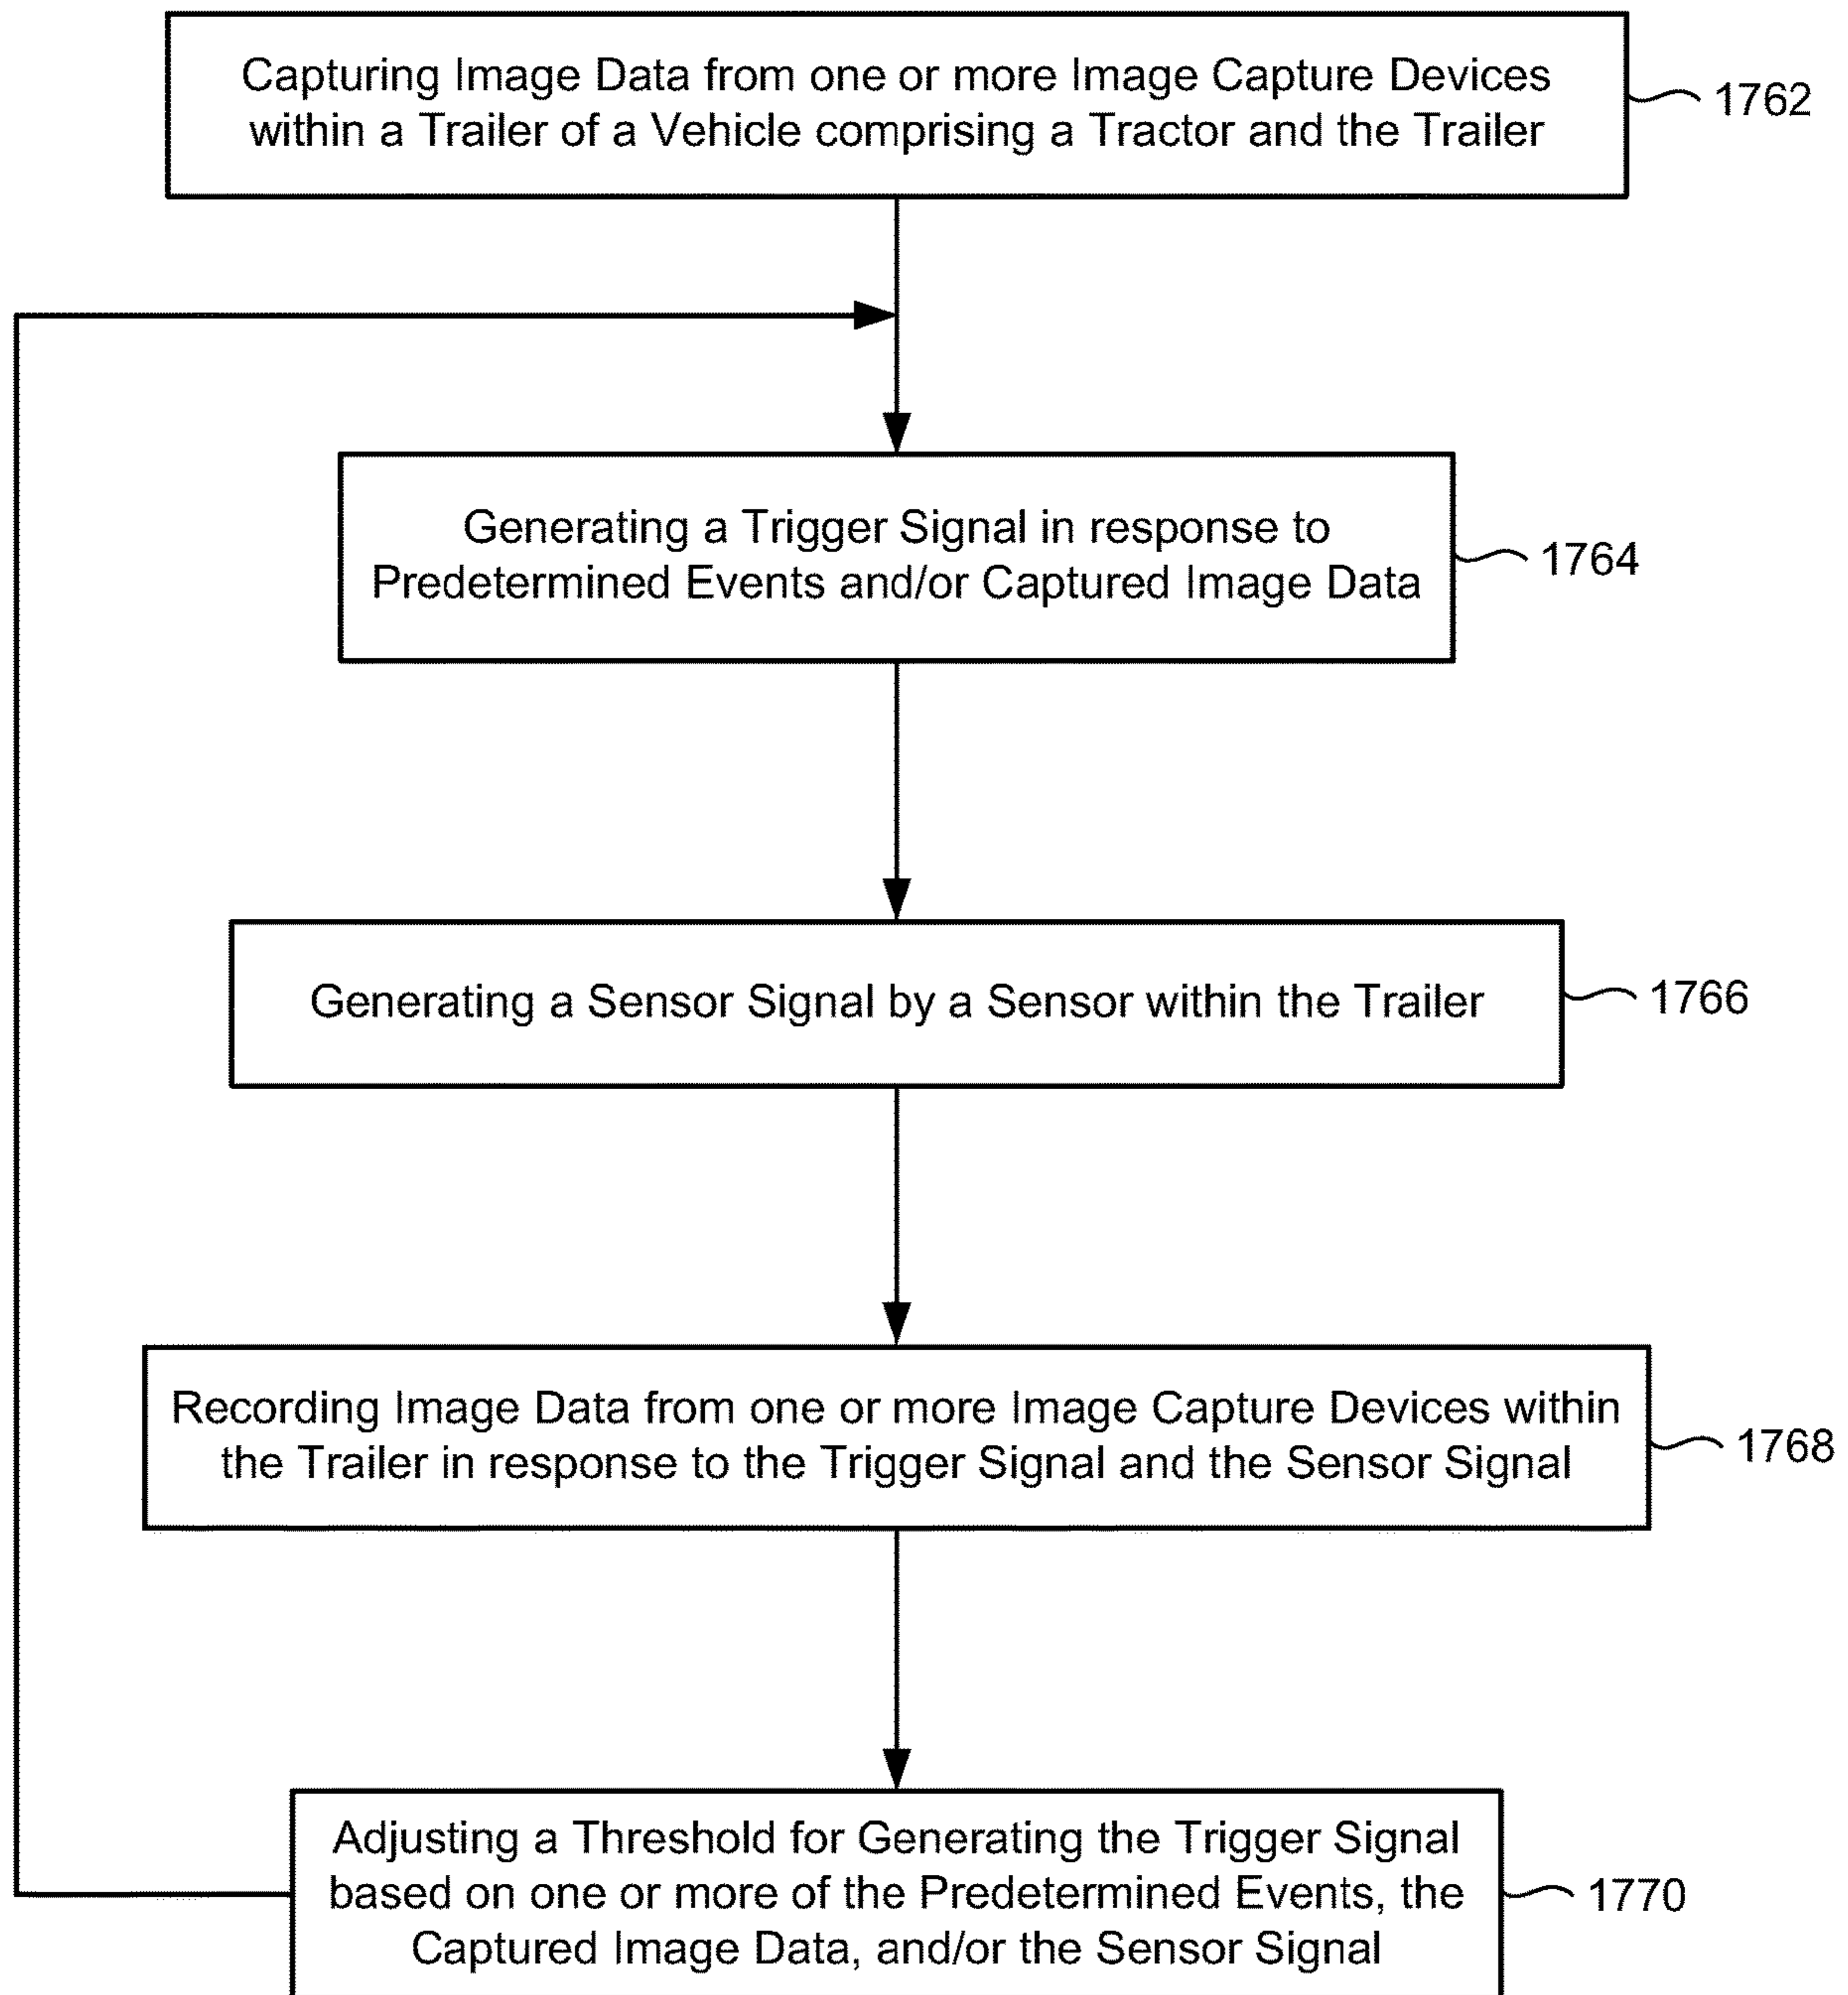 Capturing Image Data from one or more Image Capture Devices
within a Trailer of a Vehicle comprising a Tractor and the Trailer
1762
Generating a Trigger Signal in response to
Predetermined Events and/or Captured Image Data
1764
Generating a Sensor Signal by a Sensor within the Trailer
1766
Recording Image Data from one or more Image Capture Devices within
the Trailer in response to the Trigger Signal and the Sensor Signal
1768
Adjusting a Threshold for Generating the Trigger Signal
based on one or more of the Predetermined Events, the
Captured Image Data, and/or the Sensor Signal
1770